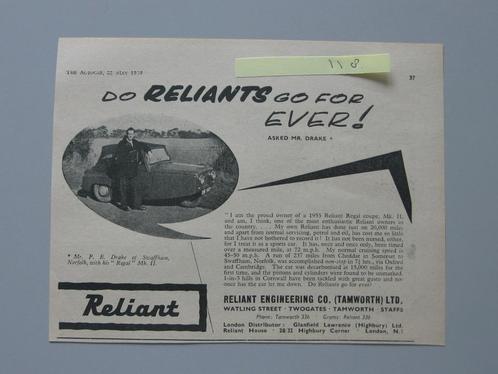 THE AUTOCAR, 22 MAY 1959
118
37
DO RELIANTS GO FOR
EVER!
ASKED MR. DRAKE *
"I am the proud owner of a 1955 Reliant Regal coupe, Mk. II,
and am, I think, one of the most enthusiastic Reliant owners in
the country. . . . My own Reliant has done just on 20,000 miles
and apart from normal servicing, petrol and oil, has cost me so little
that I have not bothered to record it! It has not been nursed, either,
for I treat it as a sports car. It has, once and once only, been timed
over a measured mile, at 72 m.p.h. My normal cruising speed is
45-50 m.p.h. A run of 237 miles from Cheddar in Somerset to
Swaffham, Norfolk, was accomplished non-stop in 7½ hrs., via Oxford
and Cambridge. The car was decarbonised at 15,000 miles for
the first time, and the pistons and cylinders were found to be unmarked.
1-in-3 hills in Cornwall have been tackled with great gusto and no-
once has the car let me down. Do Reliants go for ever!"
* Mr. P. E. Drake of Swaffham,
Norfolk, with his "Regal" Mk. II.
Reliant
RELIANT ENGINEERING CO. (TAMWORTH) LTD.
WATLING STREET · TWOGATES · TAMWORTH · STAFFS
Phone: Tamworth 336 Grams: Reliant 336
London Distributor: Glanfield Lawrence (Highbury) Ltd.
Reliant House · 28/32 Highbury Corner · London, N.5